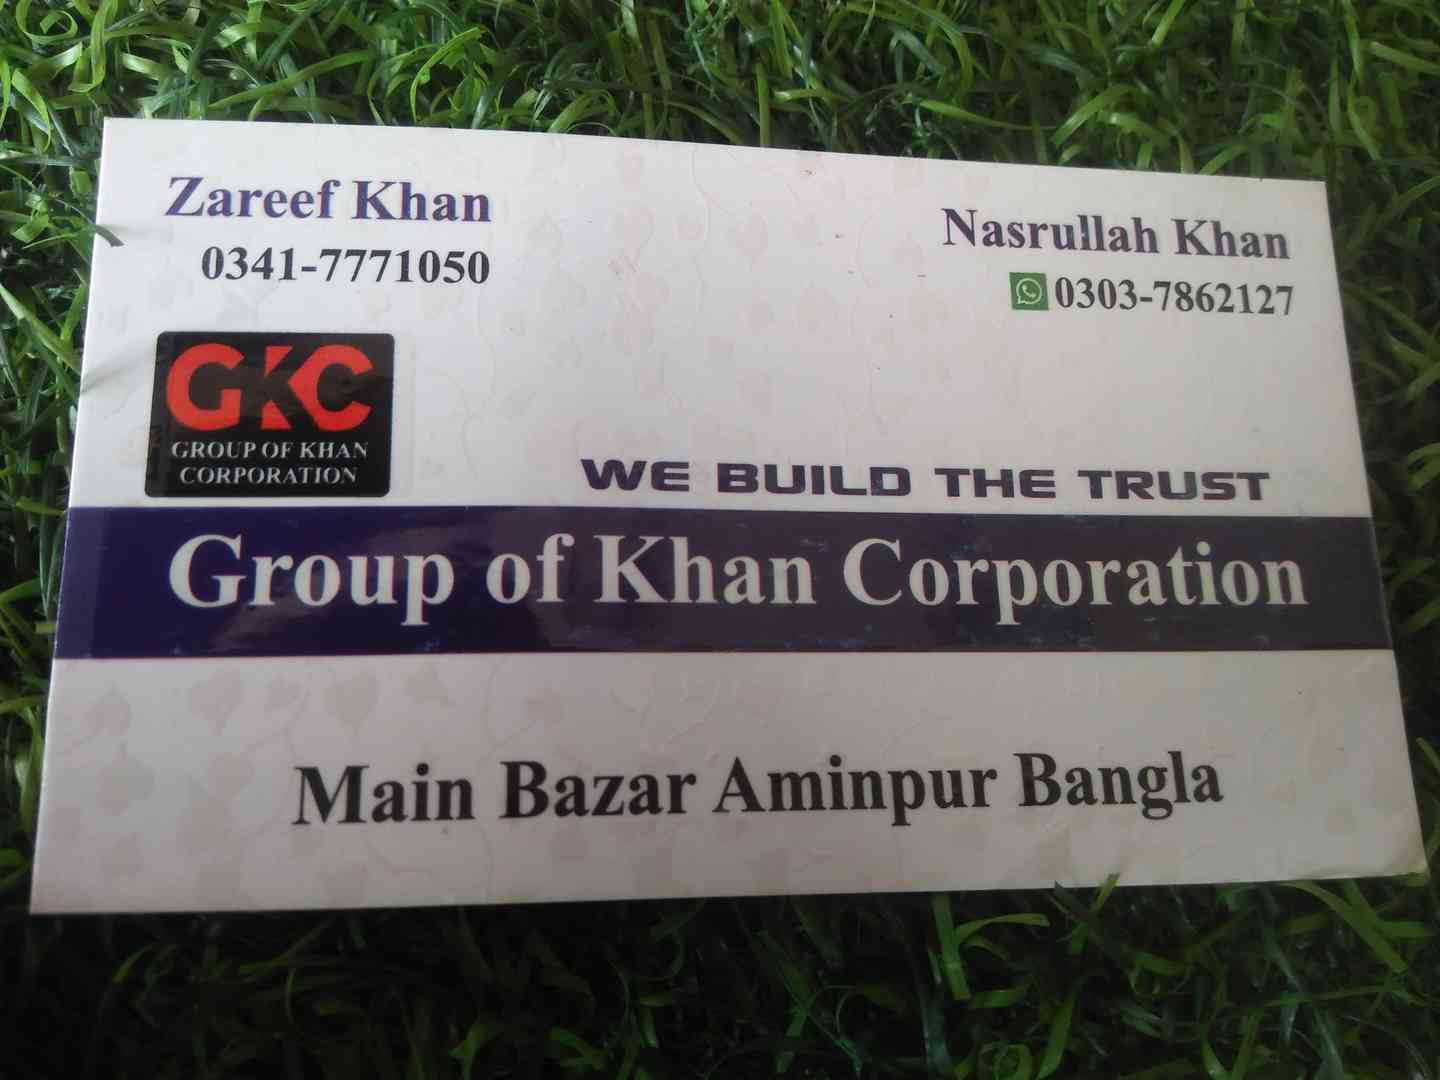 Zareef Khan
0341-7771050
Nasrullah Khan
0303-7862127
GKC
GROUP OF KHAN
CORPORATION
WE BUILD THE TRUST
Group of Khan Corporation
Main Bazar Aminpur Bangla